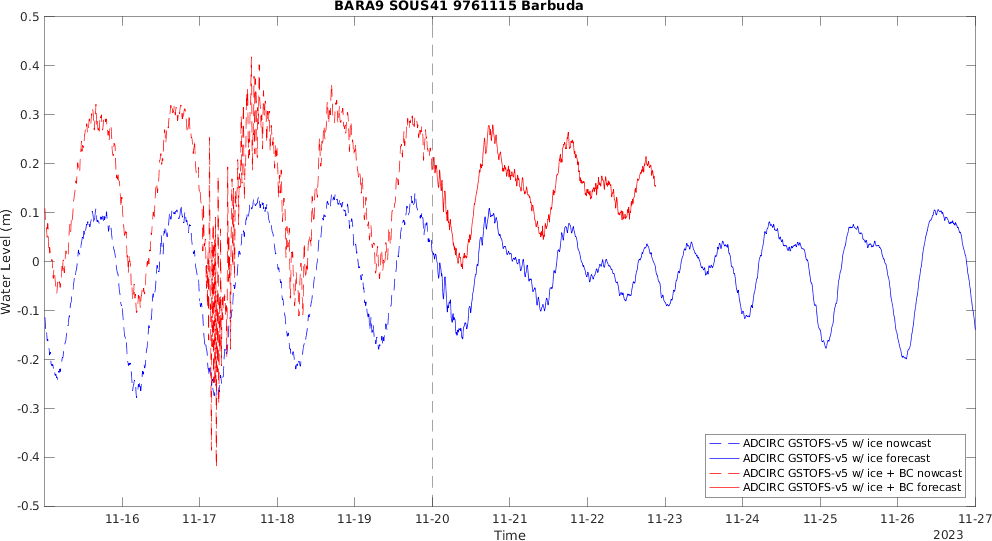 BARA9 SOUS41 9761115 Barbuda
0.5
0.4
0.3
0.2
0.1
0
-0.1
-0.2
-0.3
-0.4
-0.5
Water Level (m)
11-16 11-17 11-18 11-19 11-20 11-21 11-22 11-23 11-24 11-25 11-26 11-27
Time
2023
ADCIRC GSTOFS-v5 w/ ice nowcast
ADCIRC GSTOFS-v5 w/ ice forecast
ADCIRC GSTOFS-v5 w/ ice + BC nowcast
ADCIRC GSTOFS-v5 w/ ice + BC forecast